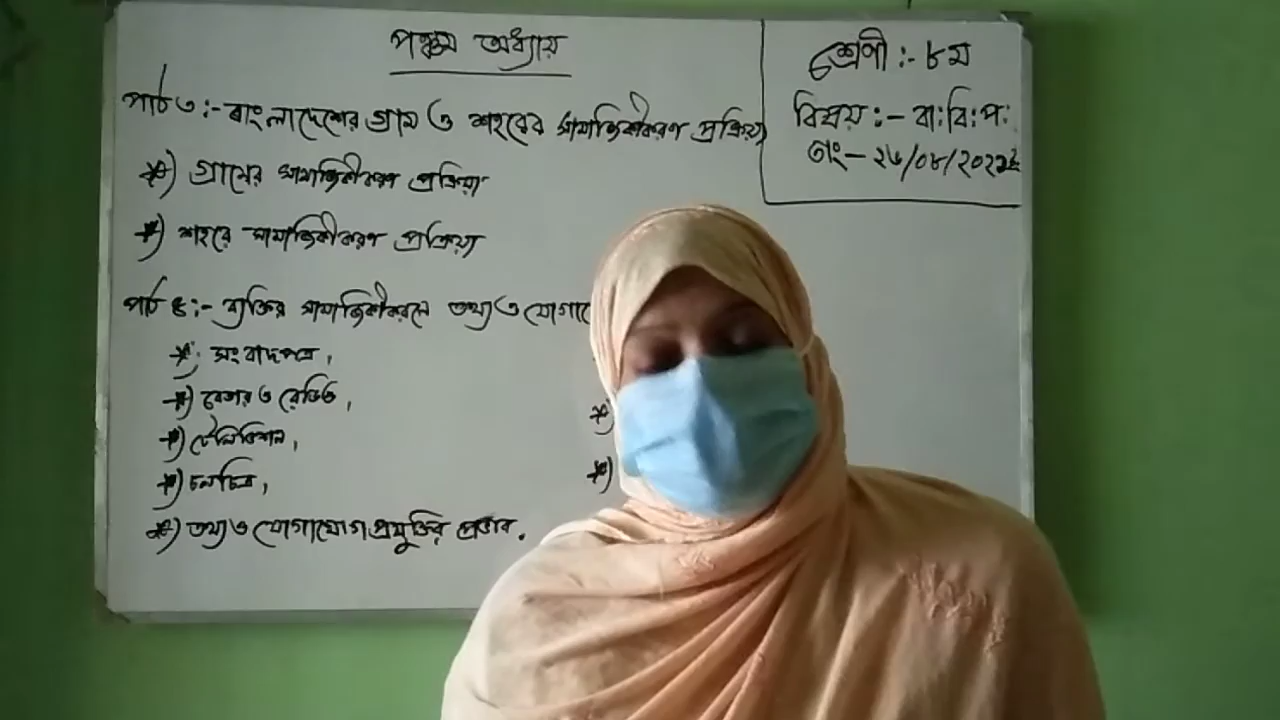 পঞ্চম অধ্যায়
শ্রেণী :- ৮ম
বিষয় :- বা:বি:প:
তাং - ২৬/০৮/২০২১
পাঠ ৩ :- বাংলাদেশের গ্রাম ও শহরের সামাজিকীকরণ প্রক্রিয়া
*) গ্রামের সামাজিকীকরণ প্রক্রিয়া
*) শহরে সামাজিকীকরণ প্রক্রিয়া
পাঠ ৪ :- ব্যক্তির সামাজিকীকরণে তথ্য ও যোগাযো
*) সংবাদপত্র,
*) বেতার ও রেডিও,
*) টেলিভিশন,
*) চলচিত্র,
*) তথ্য ও যোগাযোগ প্রযুক্তির প্রভাব.
*)
*)